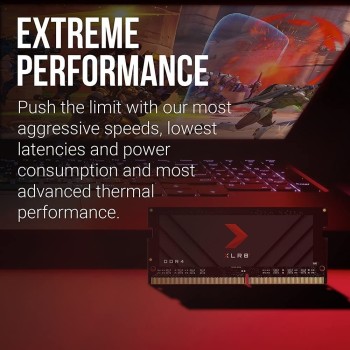 EXTREME
PERFORMANCE
Push the limit with our most
aggressive speeds, lowest
latencies and power
consumption and most
advanced thermal
performance.
XLR8
DDR4